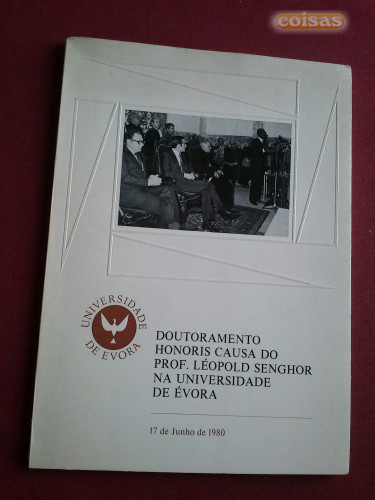 coisas
UNIVERSIDADE
DE EVORA
DOUTORAMENTO
HONORIS CAUSA DO
PROF. LÉOPOLD SENGHOR
NA UNIVERSIDADE
DE ÉVORA
17 de Junho de 1980